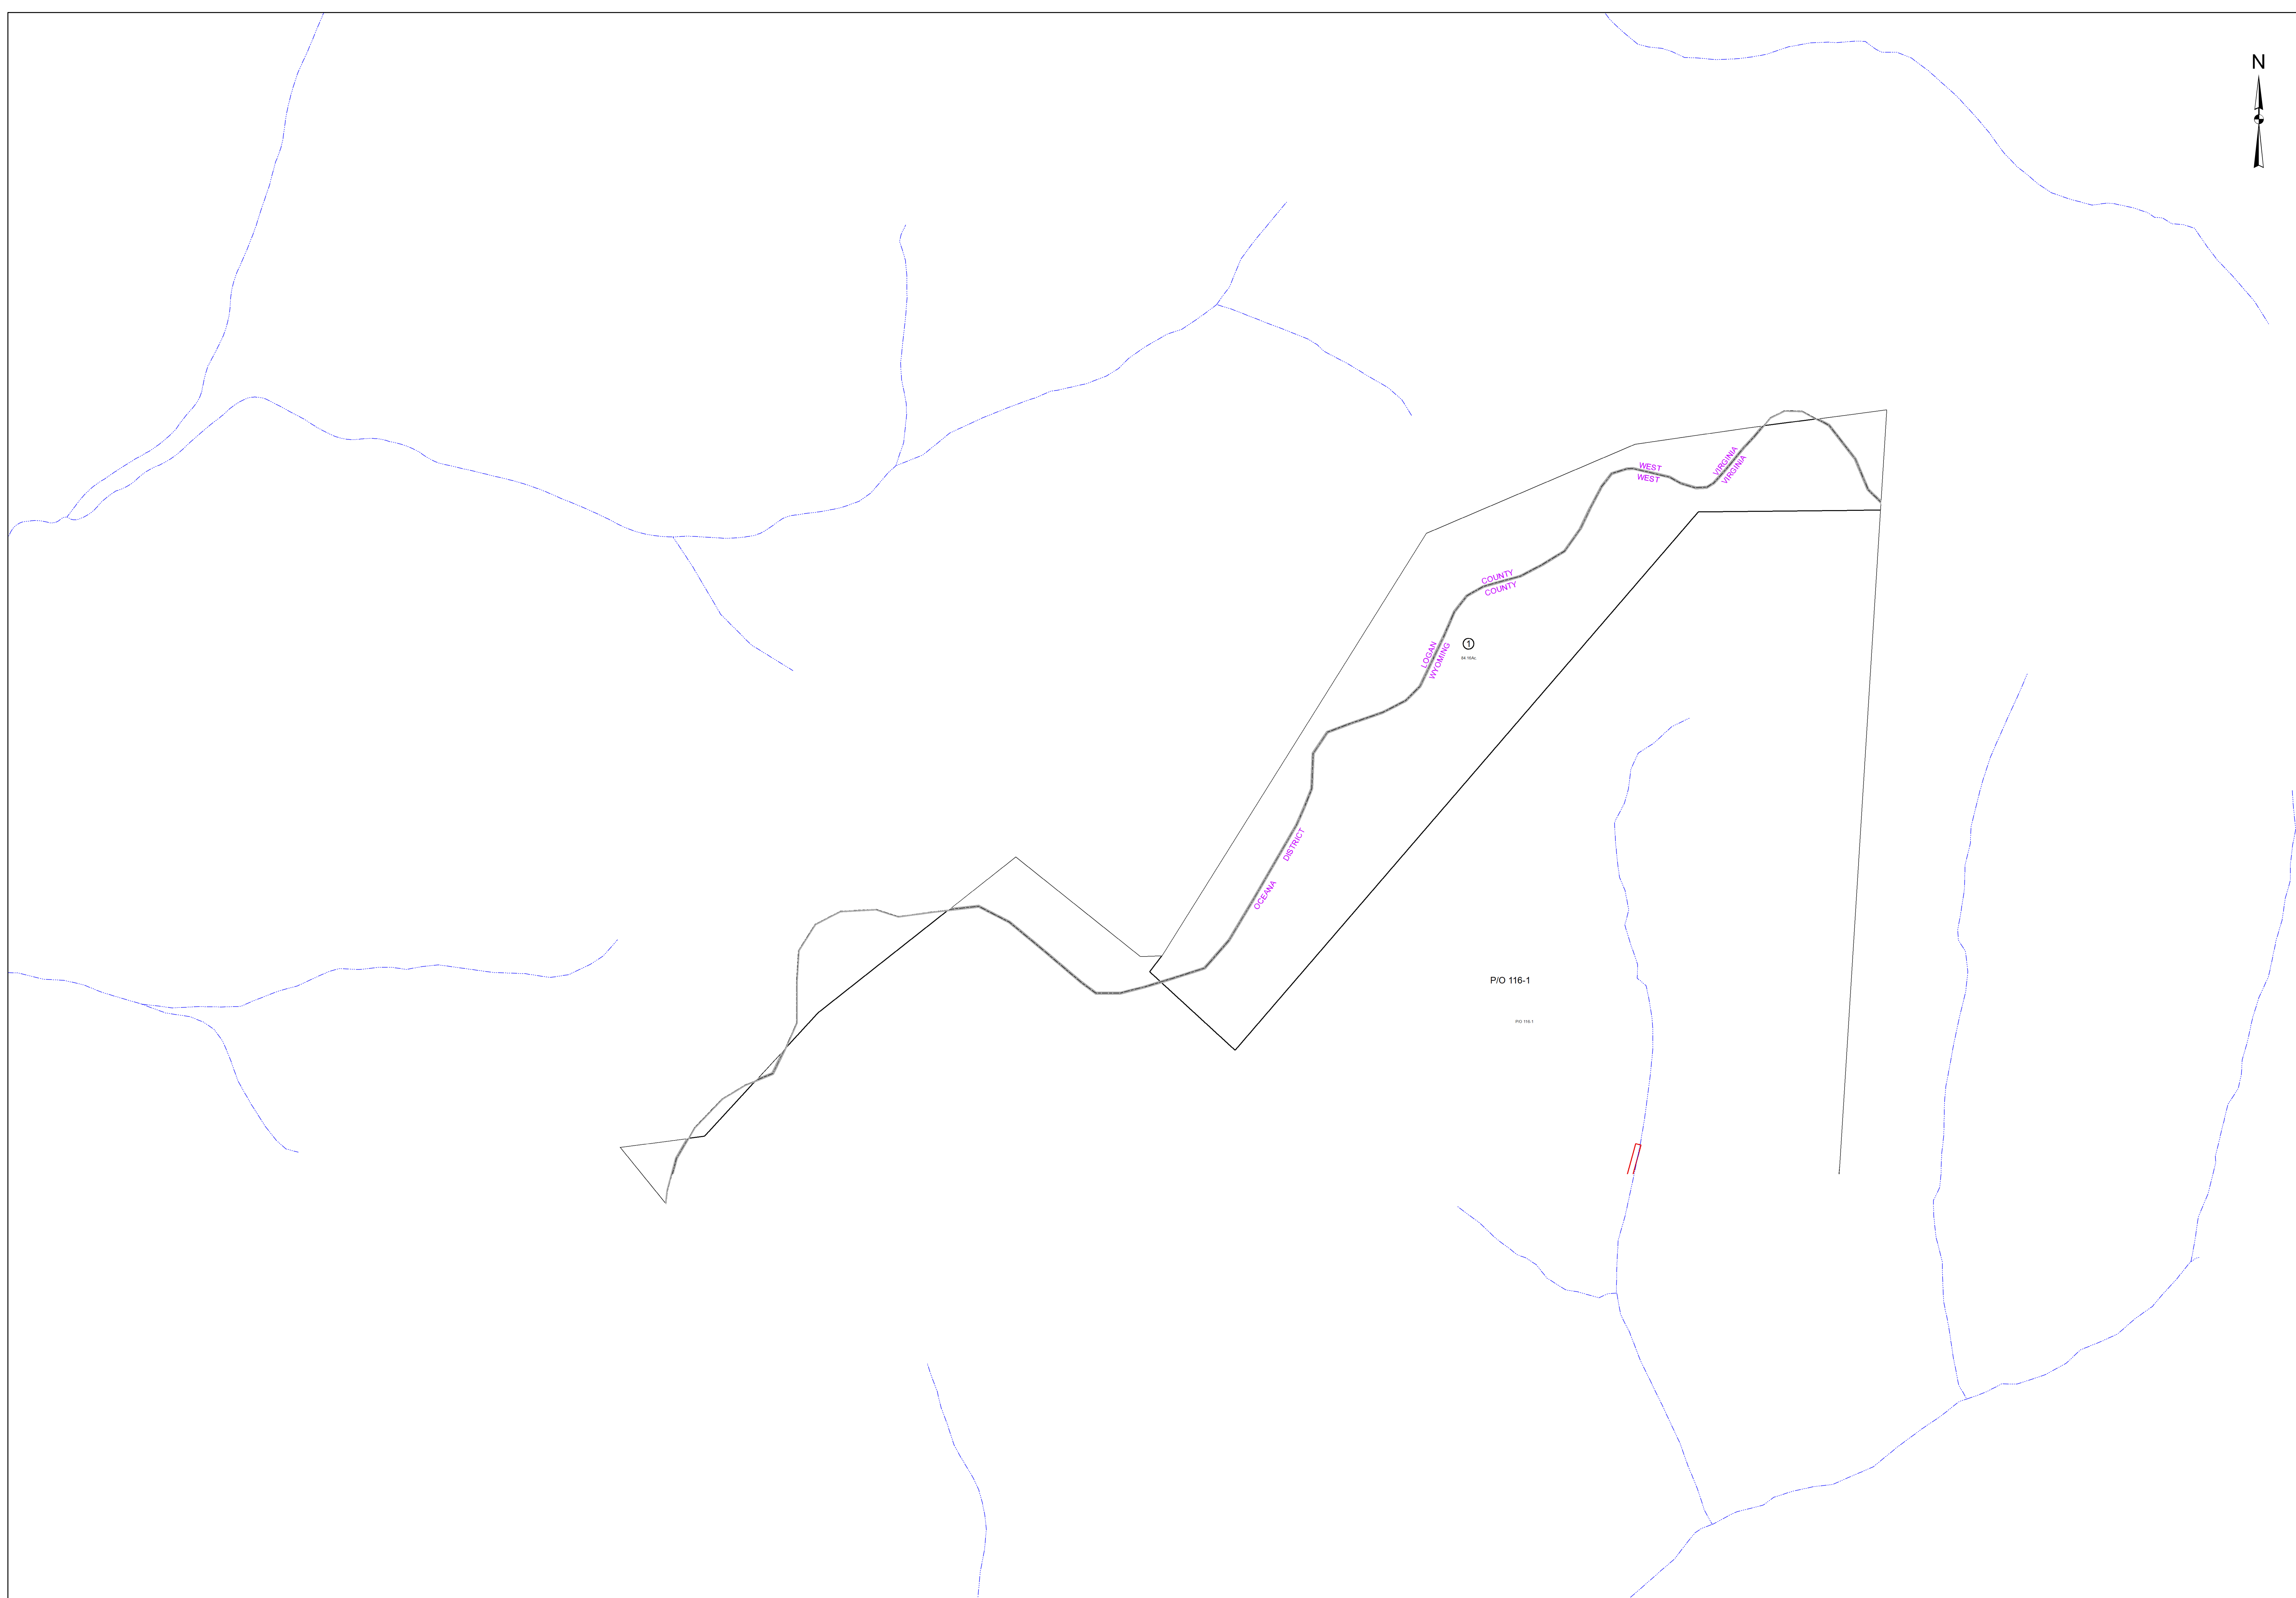 N
WEST VIRGINIA
WEST VIRGINIA
COUNTY
COUNTY
LOGAN
WYOMING
1
OCEANA DISTRICT
P/O 116-1
P/O 116-1